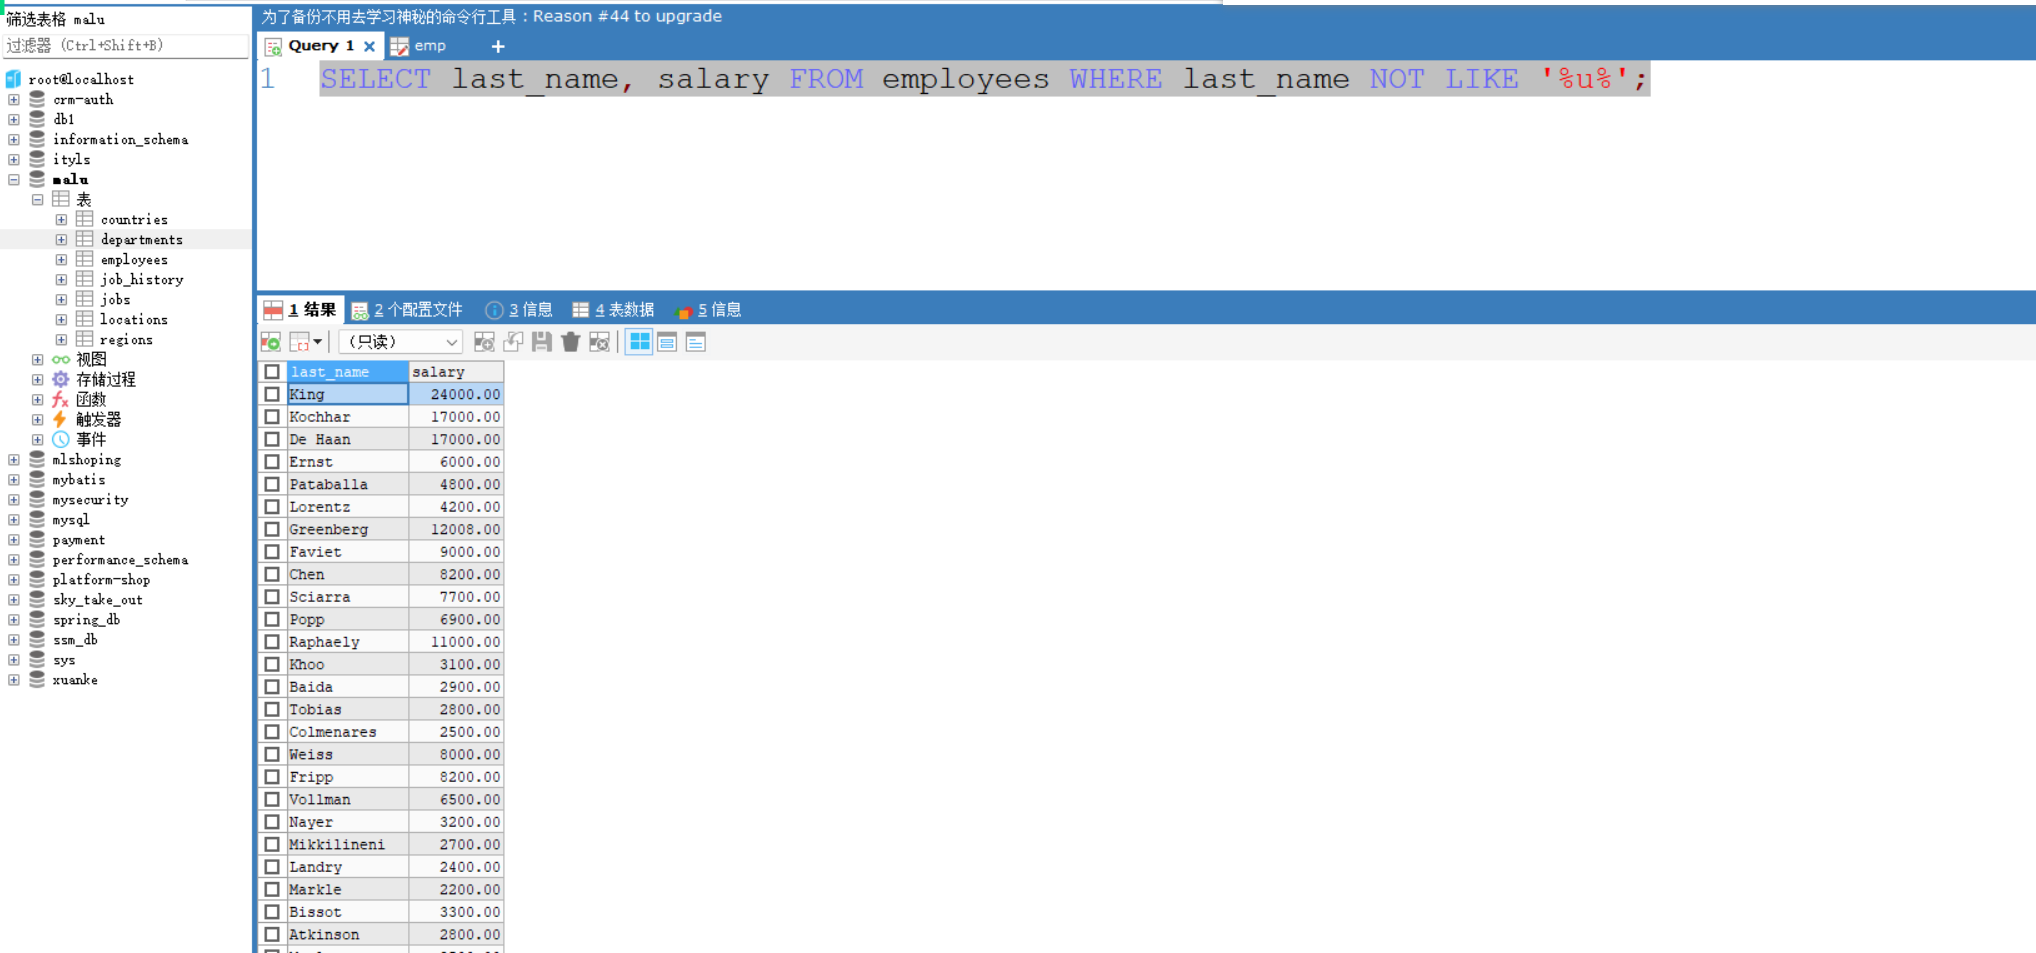 筛选表格 malu
过滤器 (Ctrl+Shift+B)
root@localhost
crm-auth
db1
information_schema
ityls
malu
表
countries
departments
employees
job_history
jobs
locations
regions
视图
存储过程
函数
触发器
事件
mlshoping
mybatis
mysecurity
mysql
payment
performance_schema
platform-shop
sky_take_out
spring_db
ssm_db
sys
xuanke
为了备份不用去学习神秘的命令行工具：Reason #44 to upgrade
Query 1 emp
1 SELECT last_name, salary FROM employees WHERE last_name NOT LIKE '%u%';
1 结果 2 个配置文件 3 信息 4 表数据 5 信息
(只读)
last_name salary
King 24000.00
Kochhar 17000.00
De Haan 17000.00
Ernst 6000.00
Pataballa 4800.00
Lorentz 4200.00
Greenberg 12008.00
Faviet 9000.00
Chen 8200.00
Sciarra 7700.00
Popp 6900.00
Raphaely 11000.00
Khoo 3100.00
Baida 2900.00
Tobias 2800.00
Colmenares 2500.00
Weiss 8000.00
Fripp 8200.00
Vollman 6500.00
Nayer 3200.00
Mikkilineni 2700.00
Landry 2400.00
Markle 2200.00
Bissot 3300.00
Atkinson 2800.00